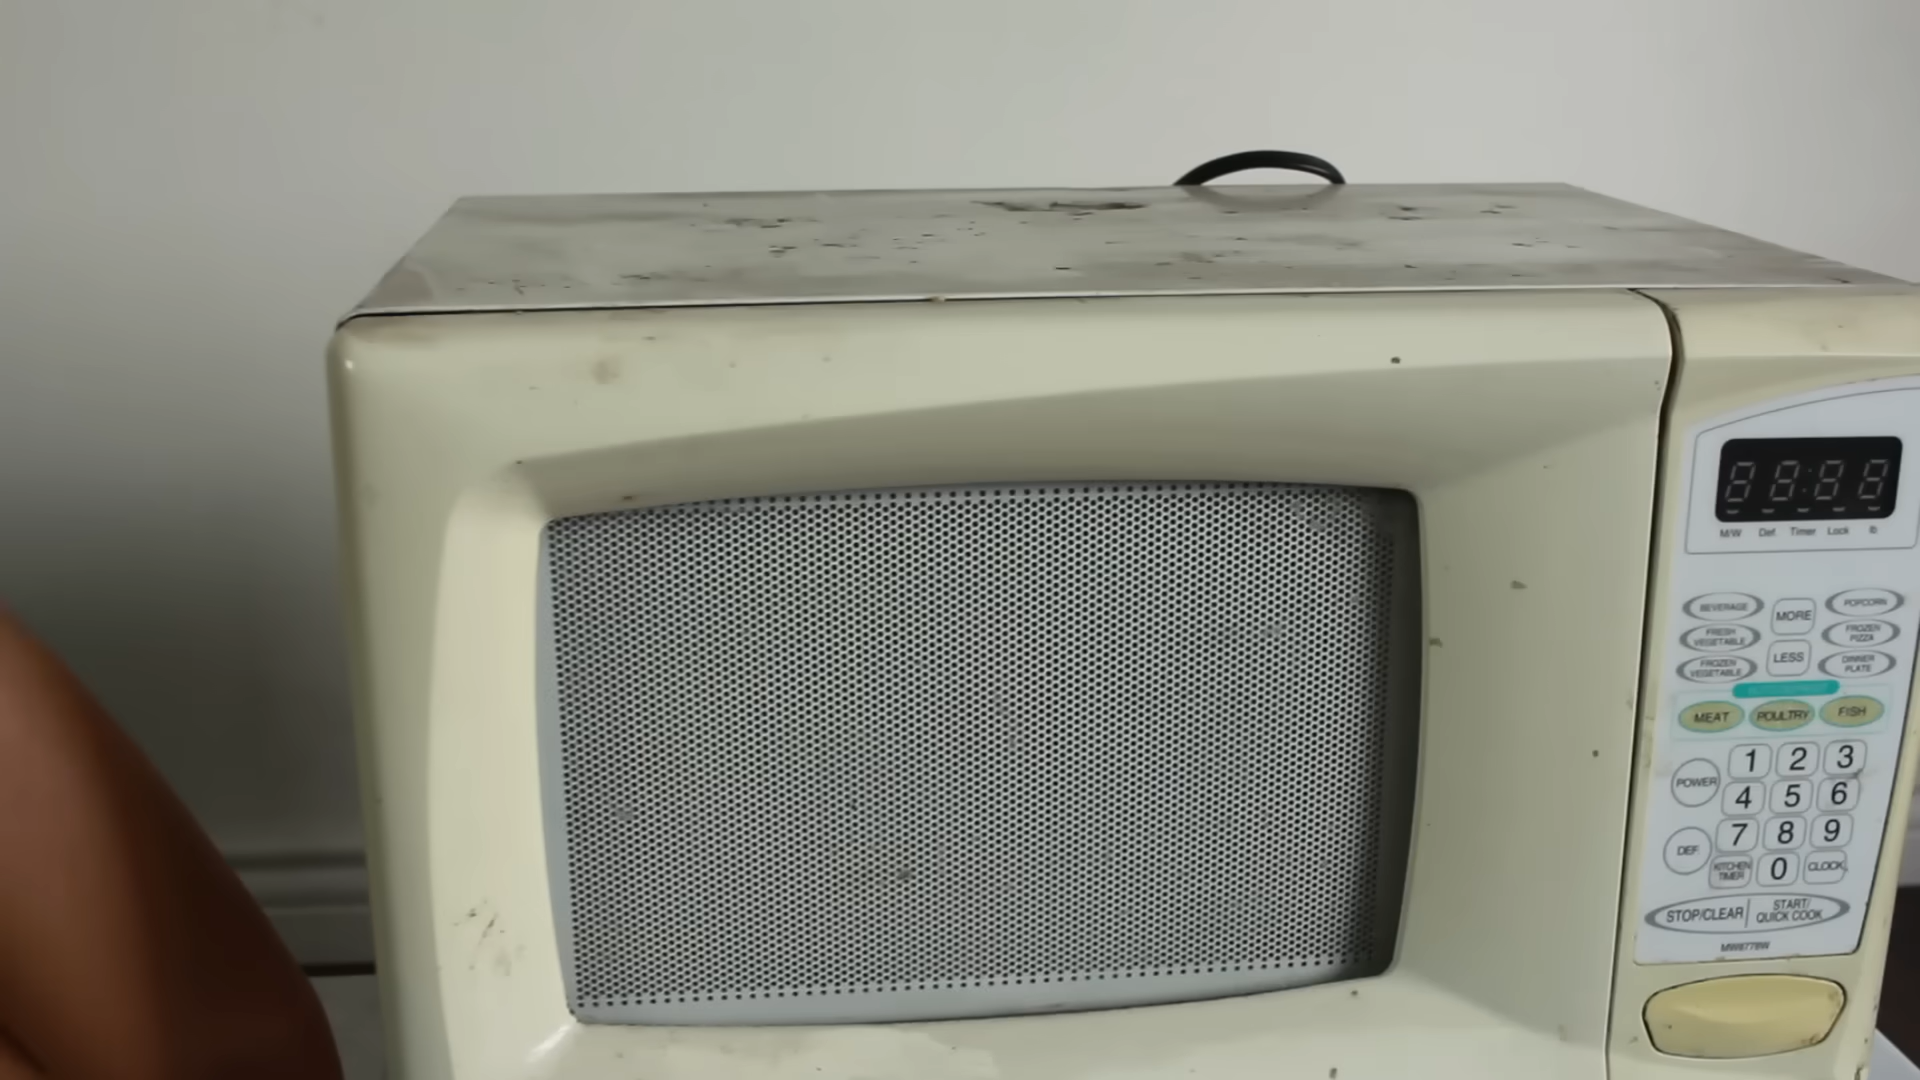 M/W Def. Timer Lock lb
BEVERAGE
MORE
POPCORN
FRESH
VEGETABLE
FROZEN
PIZZA
FROZEN
VEGETABLE
LESS
DINNER
PLATE
MEAT POULTRY FISH
1 2 3
POWER
4 5 6
7 8 9
DEF.
KITCHEN
TIMER
0 CLOCK
STOP/CLEAR
START/
QUICK COOK